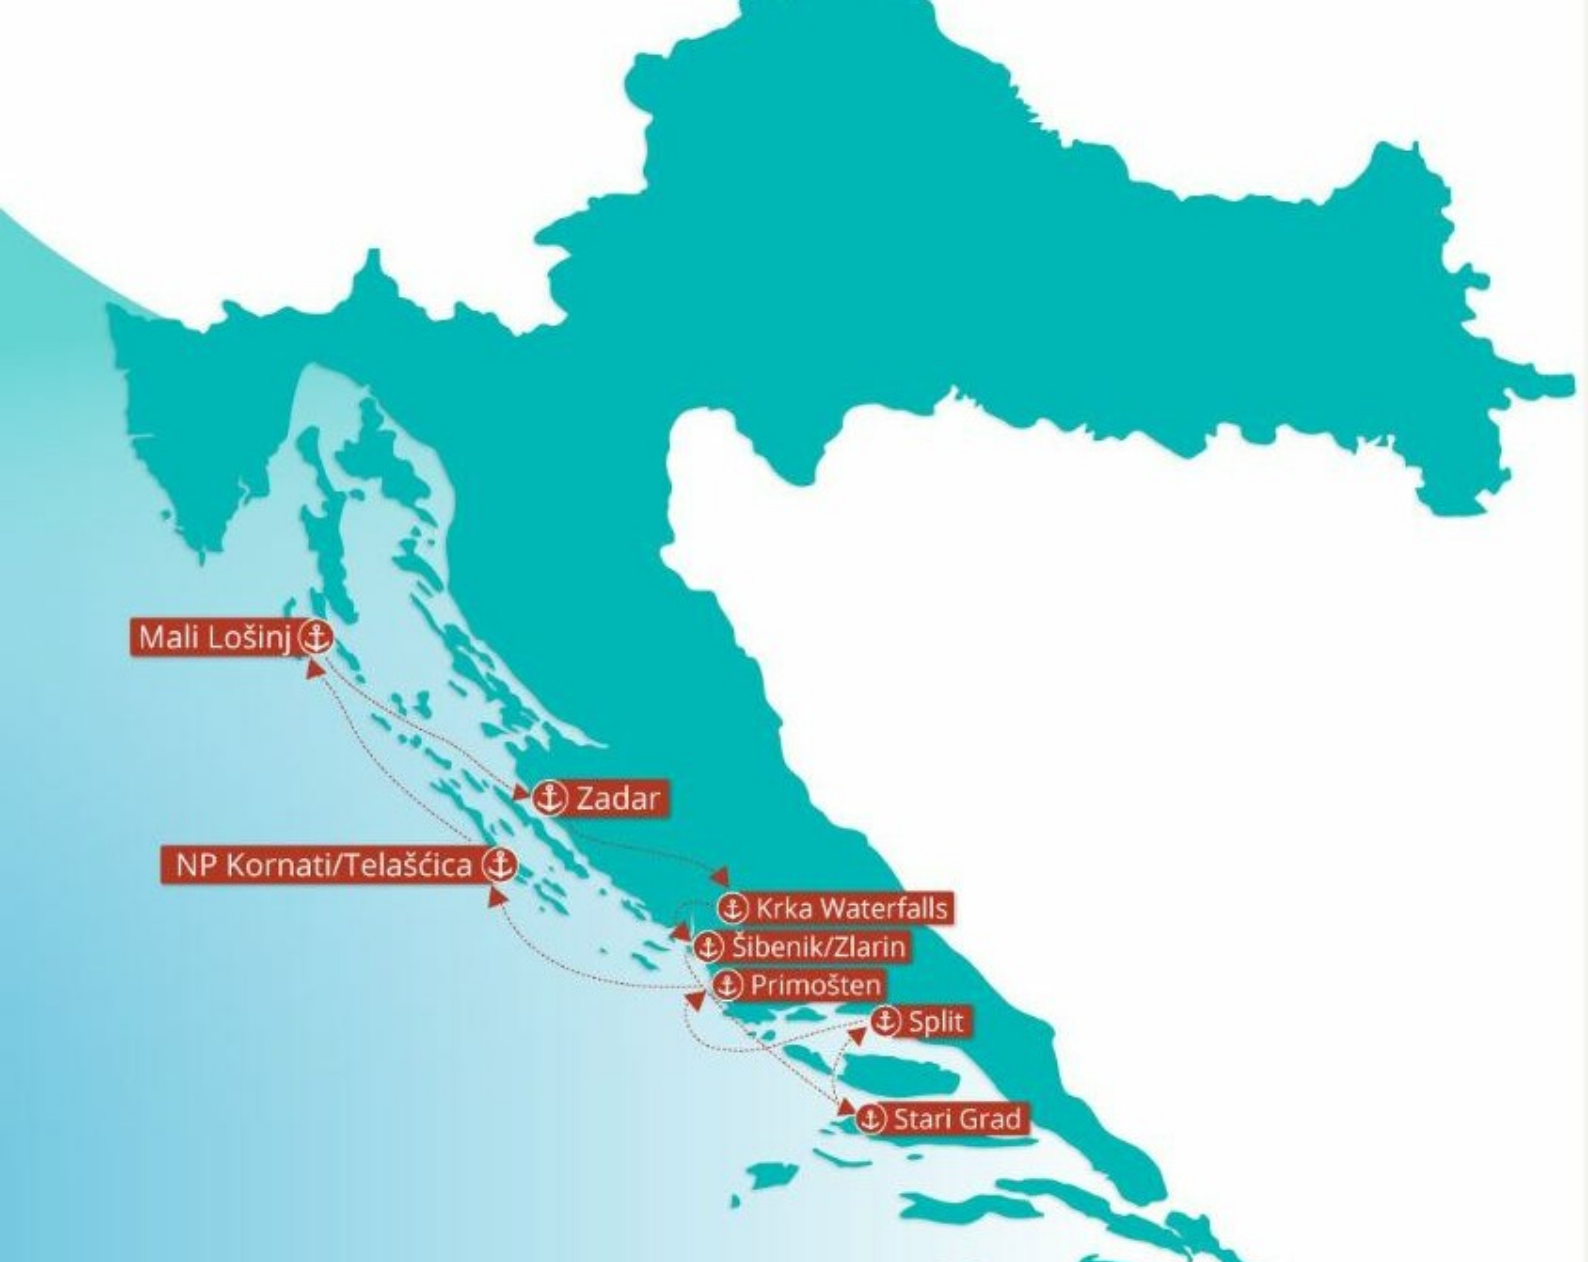 Mali Lošinj
Zadar
NP Kornati/Telašćica
Krka Waterfalls
Šibenik/Zlarin
Primošten
Split
Stari Grad